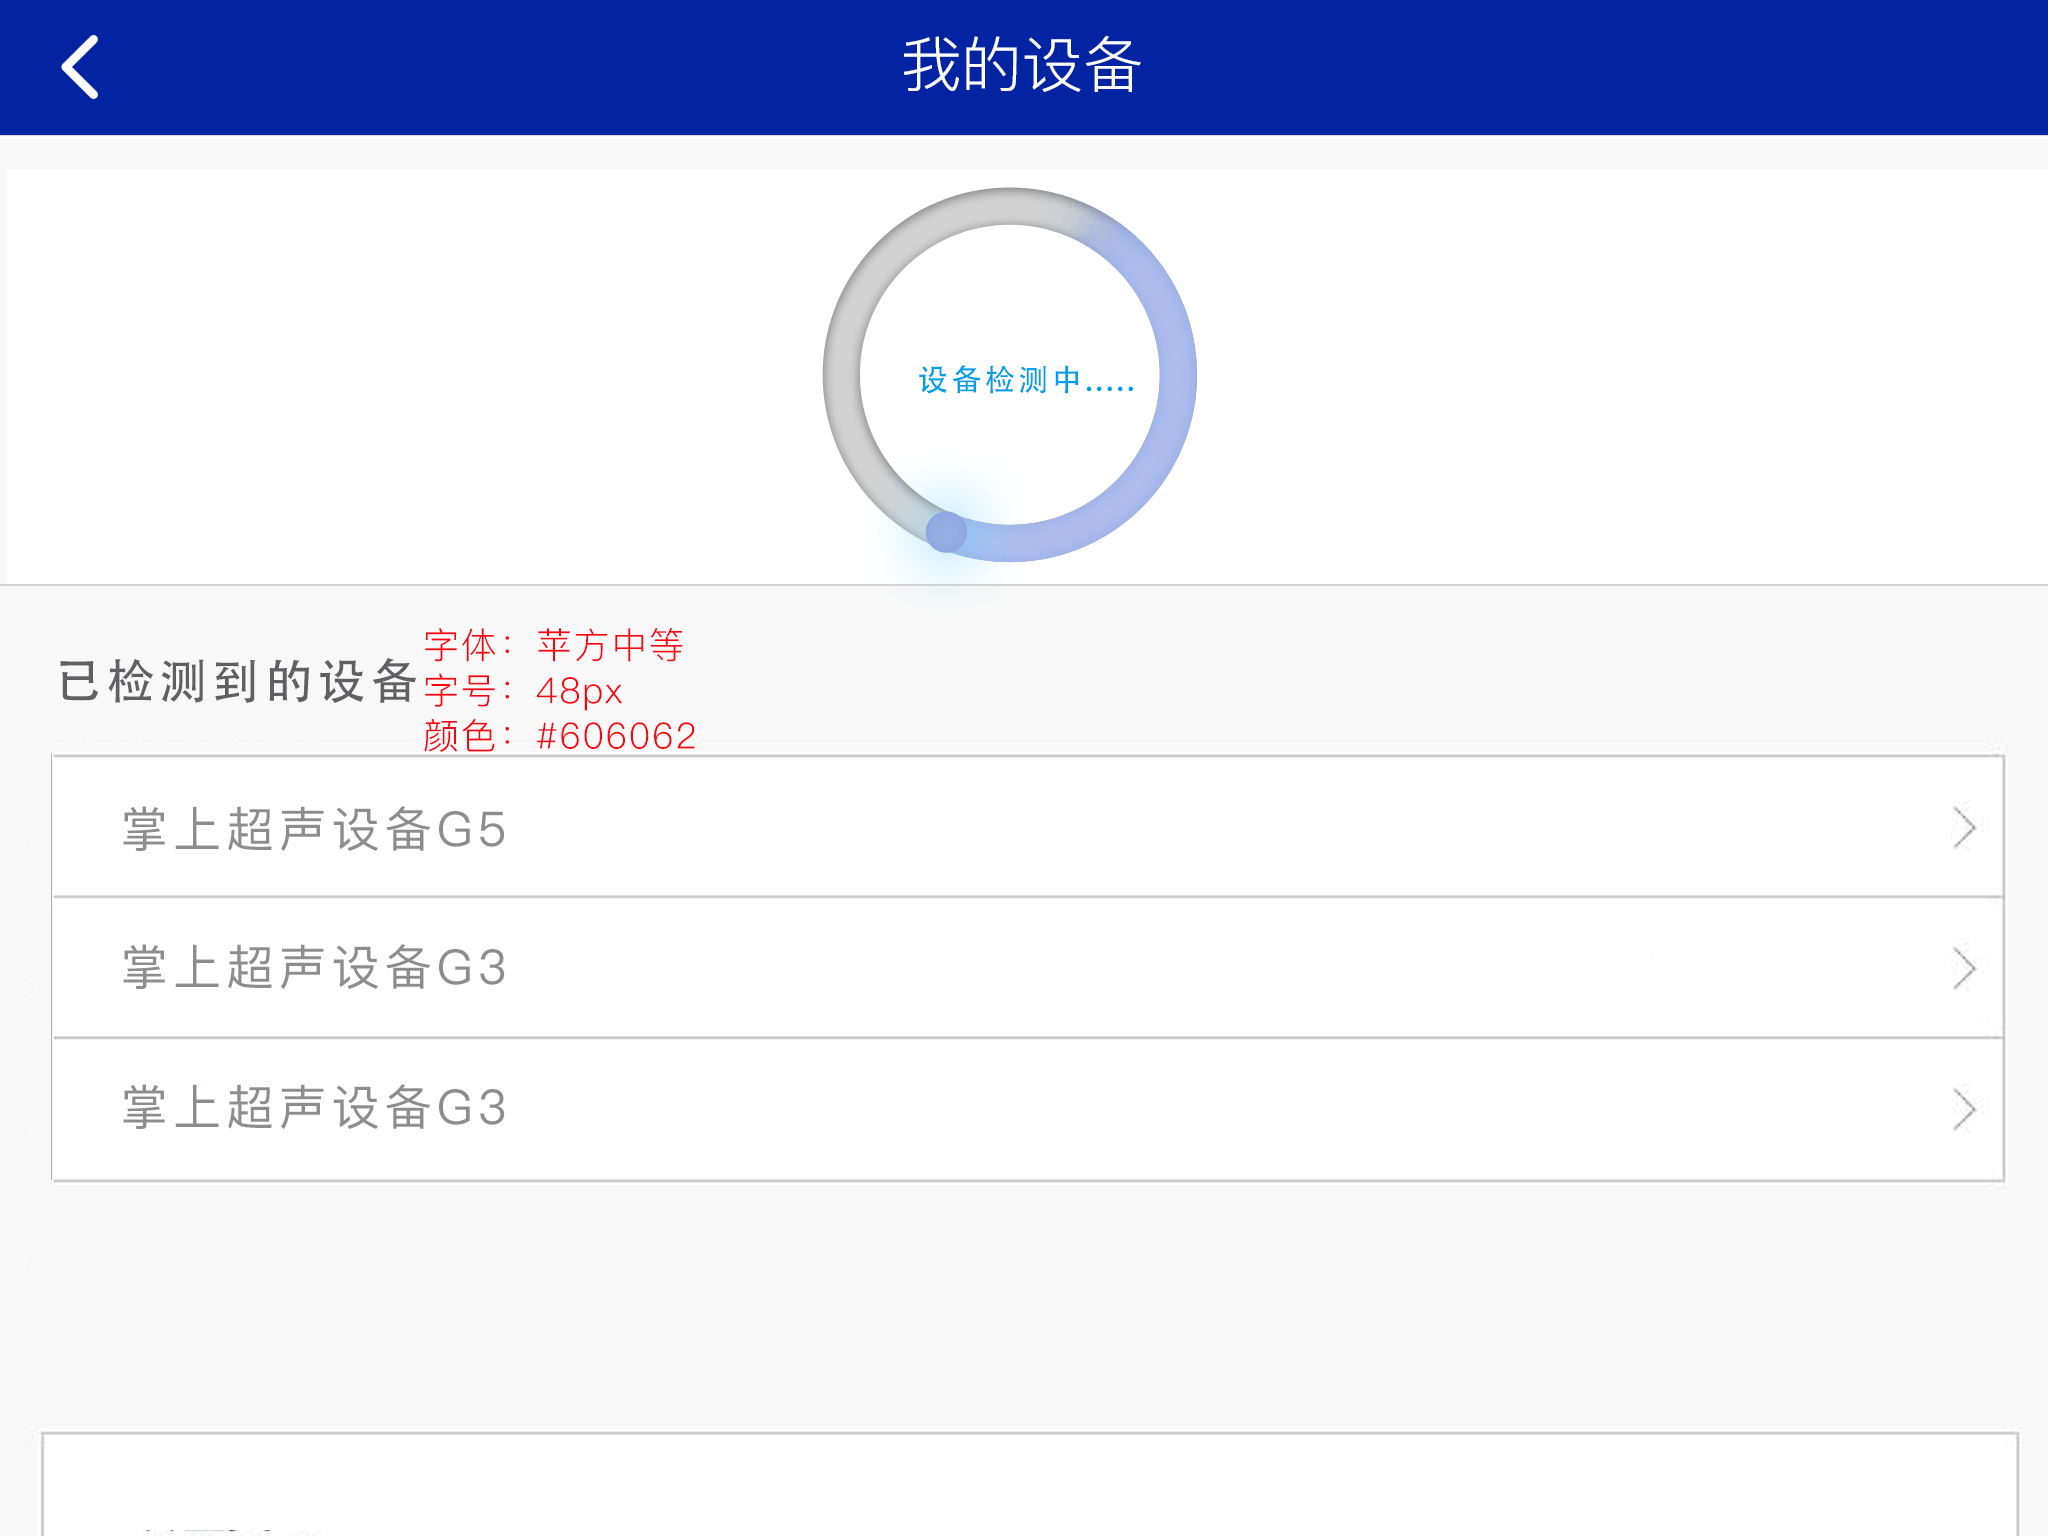 我的设备
设备检测中.....
已检测到的设备
字体：苹方中等
字号：48px
颜色：#606062
掌上超声设备G5
掌上超声设备G3
掌上超声设备G3